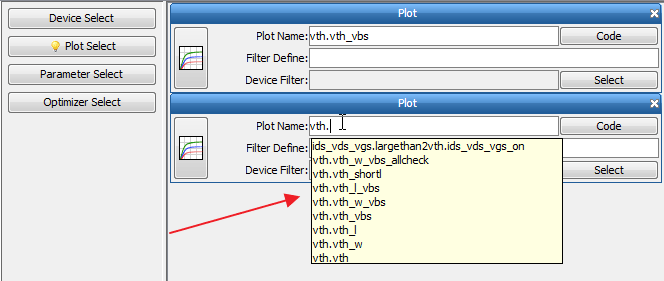 Device Select
Plot Select
Parameter Select
Optimizer Select
Plot
Plot Name: vth.vth_vbs Code
Filter Define:
Device Filter: Select
Plot
Plot Name: vth. Code
Filter Define:
Device Filter: Select
ids_vds_vgs.largethan2vth.ids_vds_vgs_on
vth.vth_w_vbs_allcheck
vth.vth_shortl
vth.vth_l_vbs
vth.vth_w_vbs
vth.vth_vbs
vth.vth_l
vth.vth_w
vth.vth